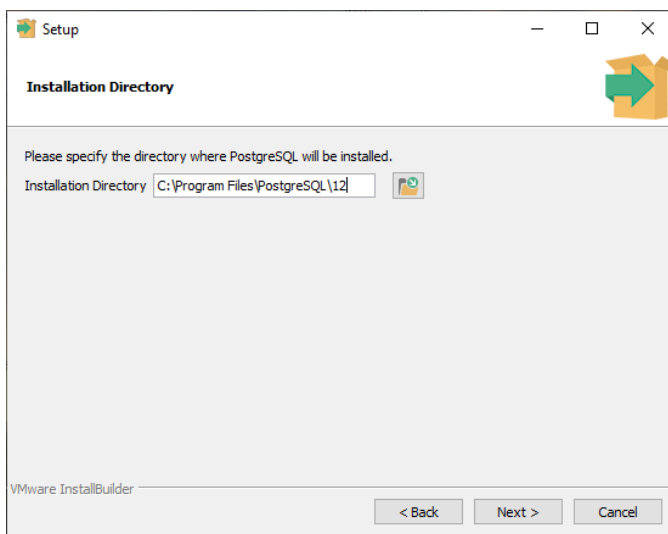 Setup
Installation Directory
Please specify the directory where PostgreSQL will be installed.
Installation Directory C:\Program Files\PostgreSQL\12
VMware InstallBuilder
< Back Next > Cancel